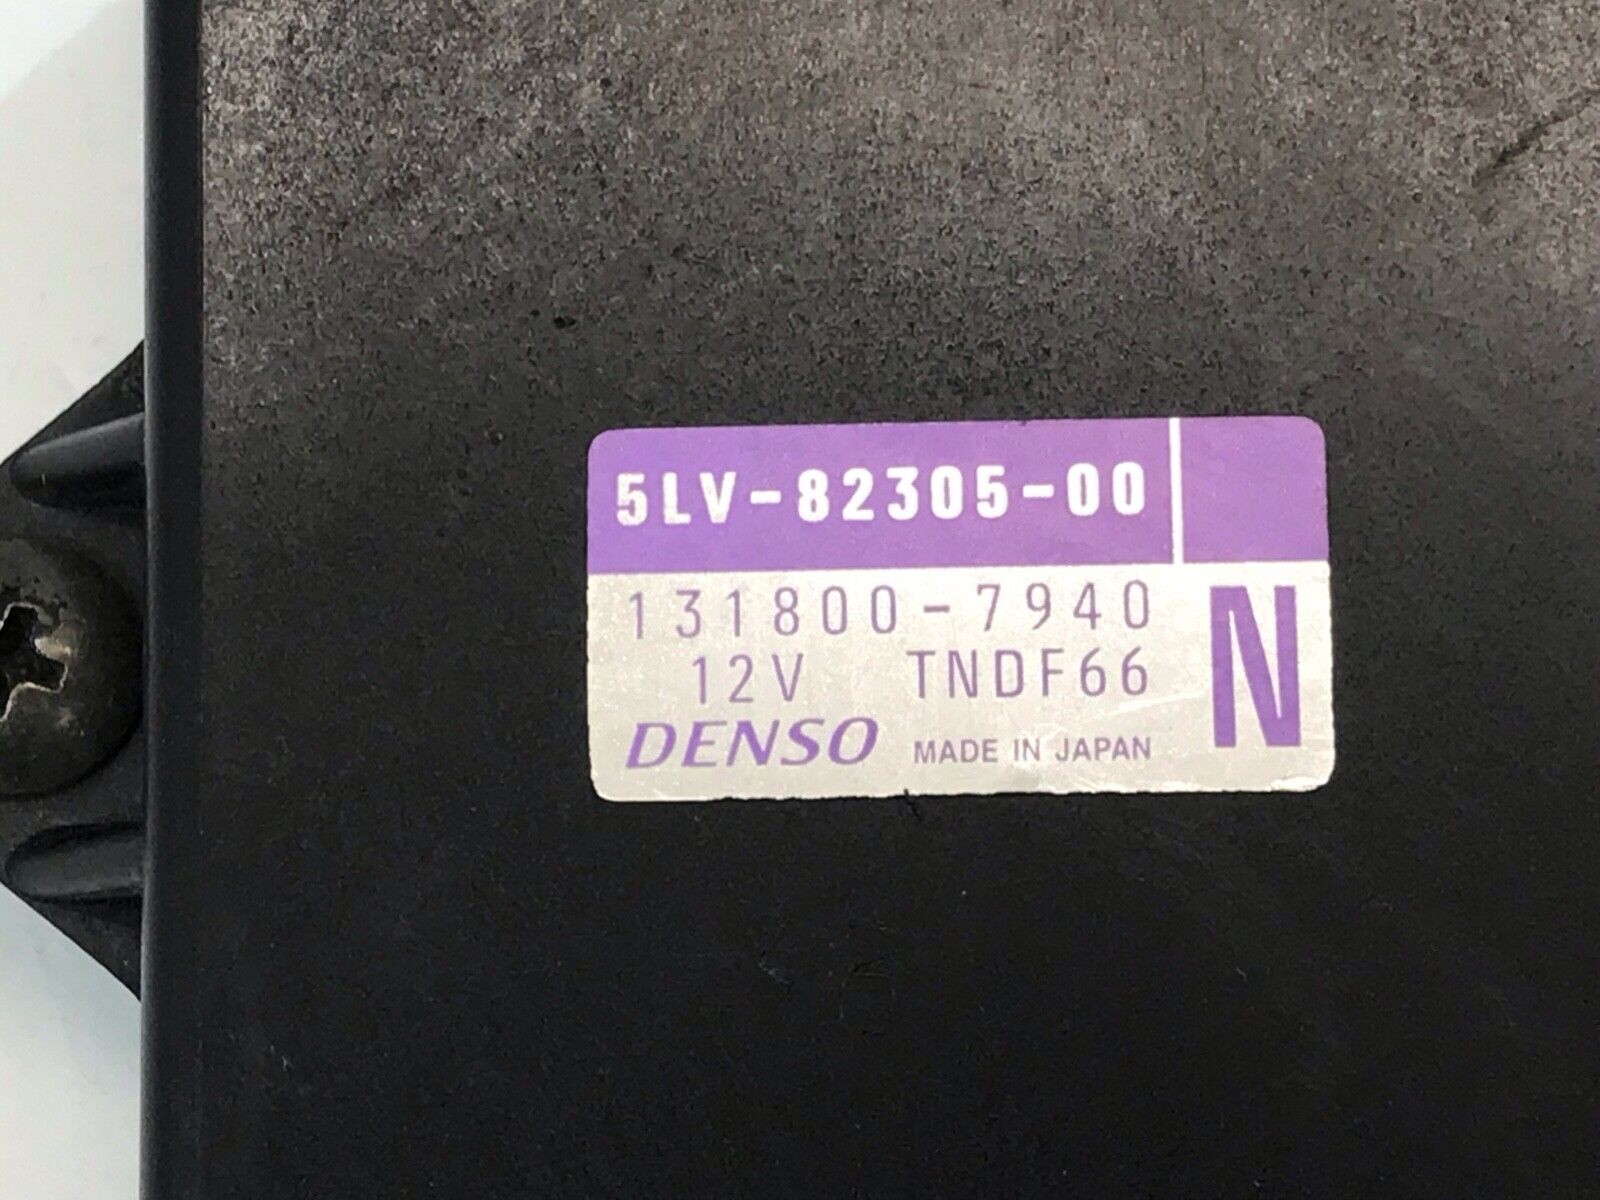 5LV-82305-00
131800-7940
12V TNDF66
DENSO MADE IN JAPAN
N